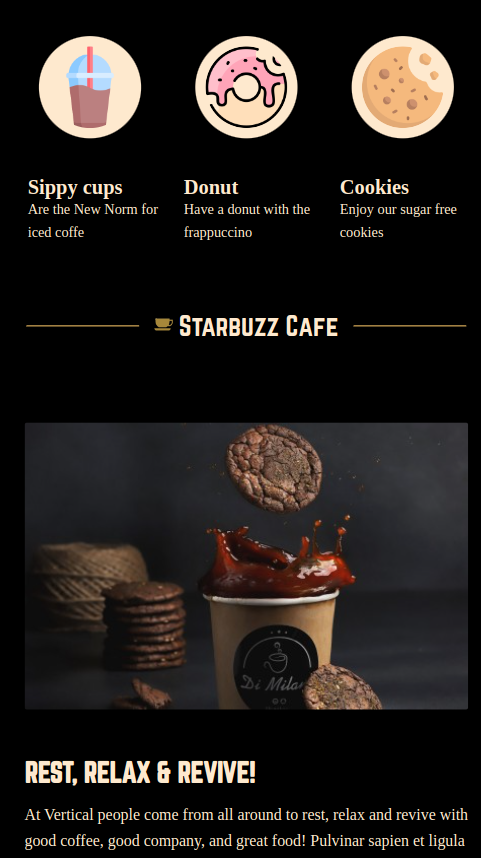 Sippy cups
Are the New Norm for
iced coffe
Donut
Have a donut with the
frappuccino
Cookies
Enjoy our sugar free
cookies
Starbuzz Cafe
Di Milan
REST, RELAX & REVIVE!
At Vertical people come from all around to rest, relax and revive with
good coffee, good company, and great food! Pulvinar sapien et ligula